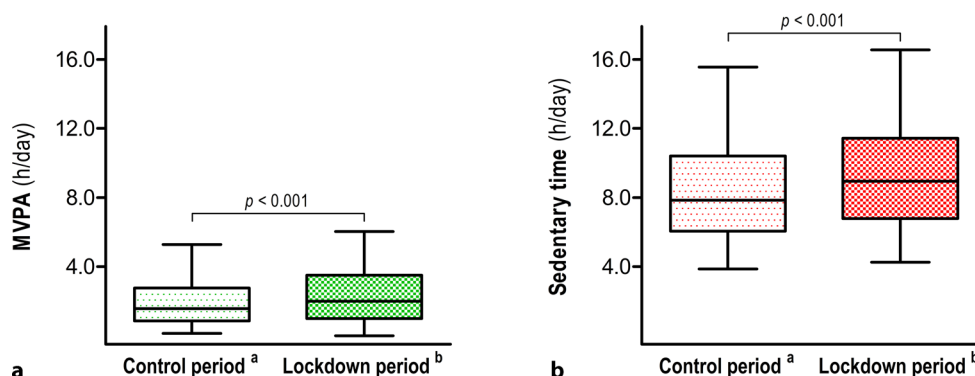 p < 0.001
16.0
12.0
8.0
4.0
MVPA (h/day)
p < 0.001
Control period a
Lockdown period b
a
16.0
12.0
8.0
4.0
Sedentary time (h/day)
Control period a
Lockdown period b
b